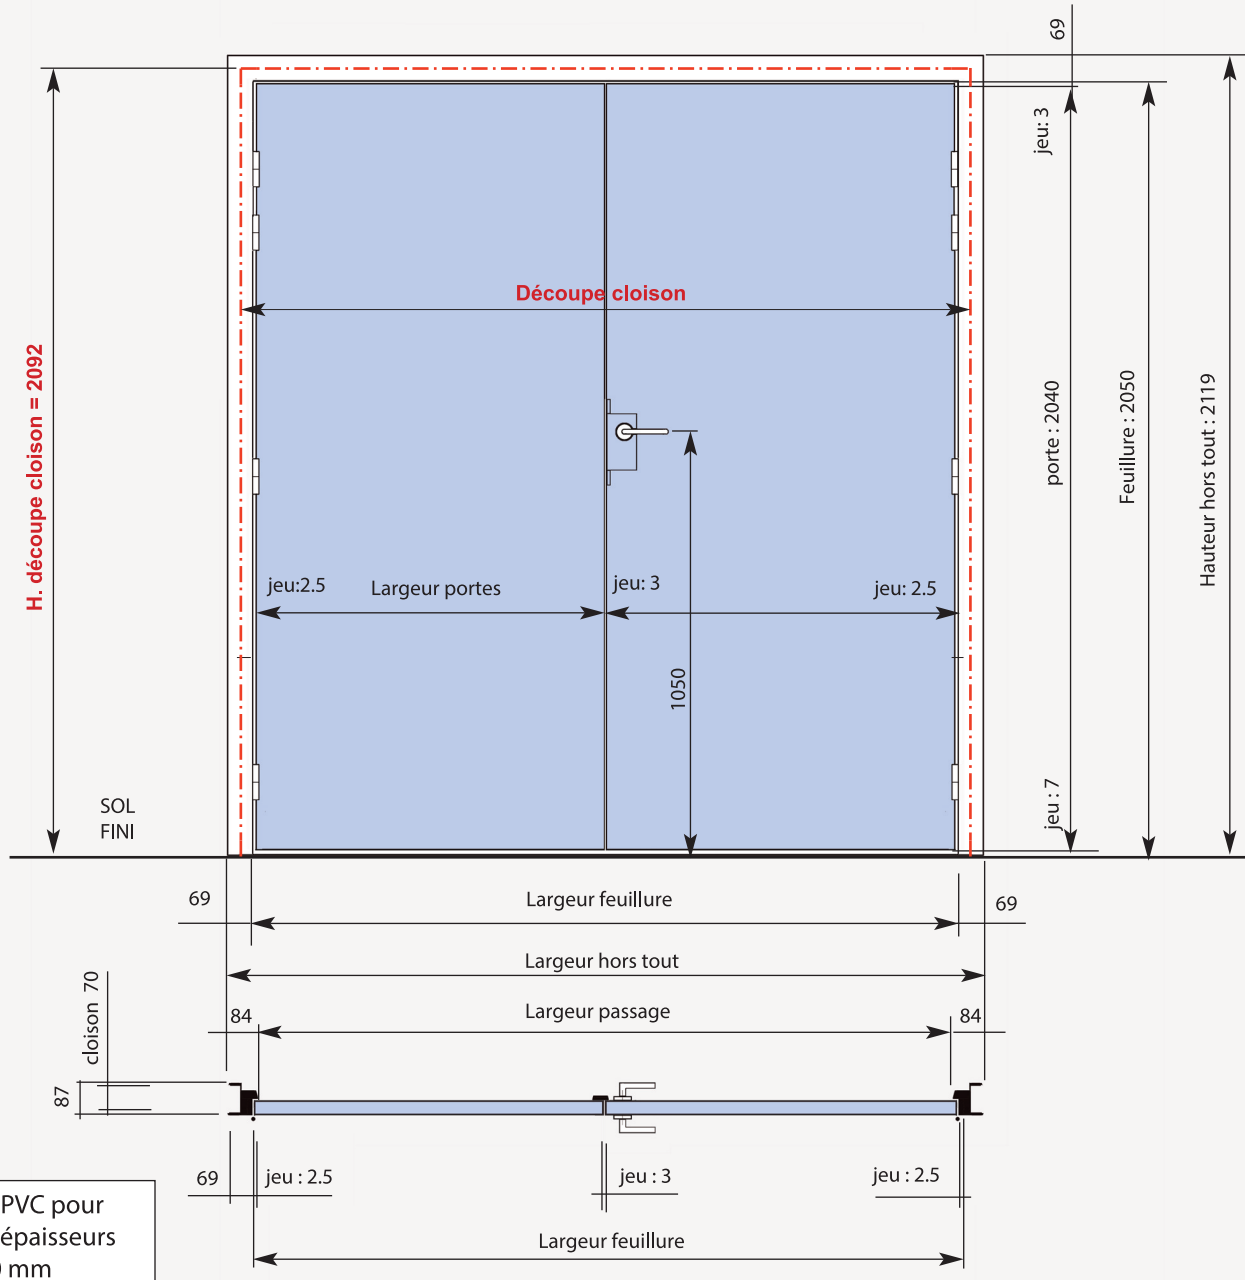 69
jeu: 3
Découpe cloison
H. découpe cloison = 2092
porte : 2040
Feuillure : 2050
Hauteur hors tout : 2119
jeu:2.5
Largeur portes
jeu: 3
jeu: 2.5
1050
jeu : 7
SOL
FINI
69
Largeur feuillure
69
Largeur hors tout
cloison 70
84
Largeur passage
84
87
69
jeu : 2.5
jeu : 3
jeu : 2.5
PVC pour
épaisseurs
mm
Largeur feuillure